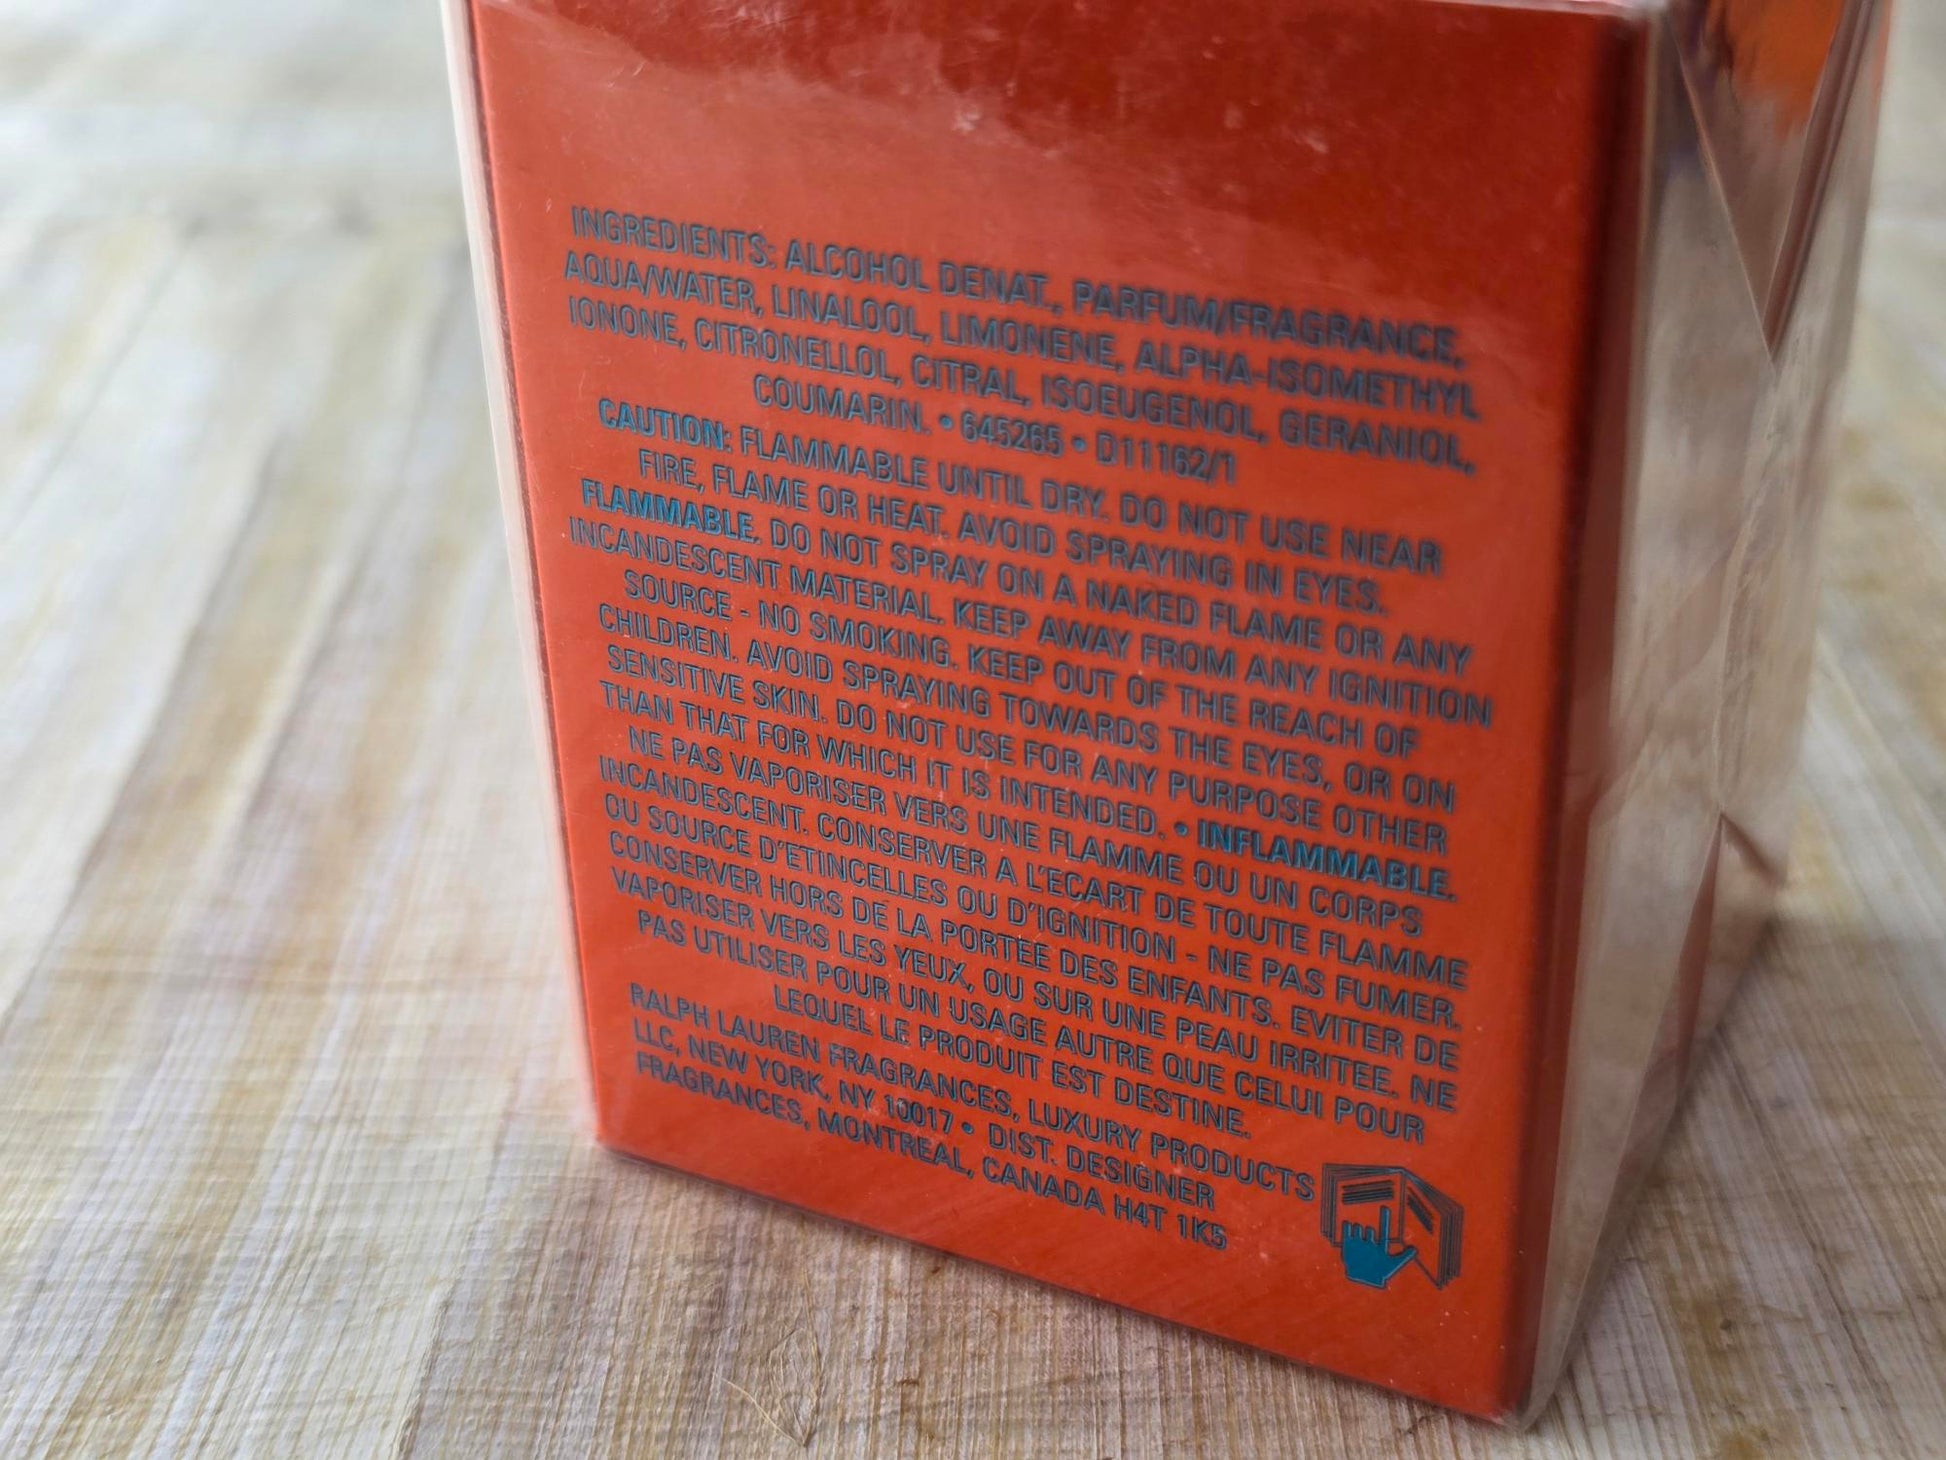 INGREDIENTS: ALCOHOL DENAT., PARFUM/FRAGRANCE,
AQUA/WATER, LINALOOL, LIMONENE, ALPHA-ISOMETHYL
IONONE, CITRONELLOL, CITRAL, ISOEUGENOL, GERANIOL,
COUMARIN. • 645265 • D11162/1
CAUTION: FLAMMABLE UNTIL DRY. DO NOT USE NEAR
FIRE, FLAME OR HEAT. AVOID SPRAYING IN EYES.
FLAMMABLE. DO NOT SPRAY ON A NAKED FLAME OR ANY
INCANDESCENT MATERIAL. KEEP AWAY FROM ANY IGNITION
SOURCE - NO SMOKING. KEEP OUT OF THE REACH OF
CHILDREN. AVOID SPRAYING TOWARDS THE EYES, OR ON
SENSITIVE SKIN. DO NOT USE FOR ANY PURPOSE OTHER
THAN THAT FOR WHICH IT IS INTENDED. • INFLAMMABLE.
NE PAS VAPORISER VERS UNE FLAMME OU UN CORPS
INCANDESCENT. CONSERVER A L'ECART DE TOUTE FLAMME
OU SOURCE D'ETINCELLES OU D'IGNITION - NE PAS FUMER.
CONSERVER HORS DE LA PORTEE DES ENFANTS. EVITER DE
VAPORISER VERS LES YEUX, OU SUR UNE PEAU IRRITEE. NE
PAS UTILISER POUR UN USAGE AUTRE QUE CELUI POUR
LEQUEL LE PRODUIT EST DESTINE.
RALPH LAUREN FRAGRANCES, LUXURY PRODUCTS
LLC, NEW YORK, NY 10017 • DIST. DESIGNER
FRAGRANCES, MONTREAL, CANADA H4T 1K5